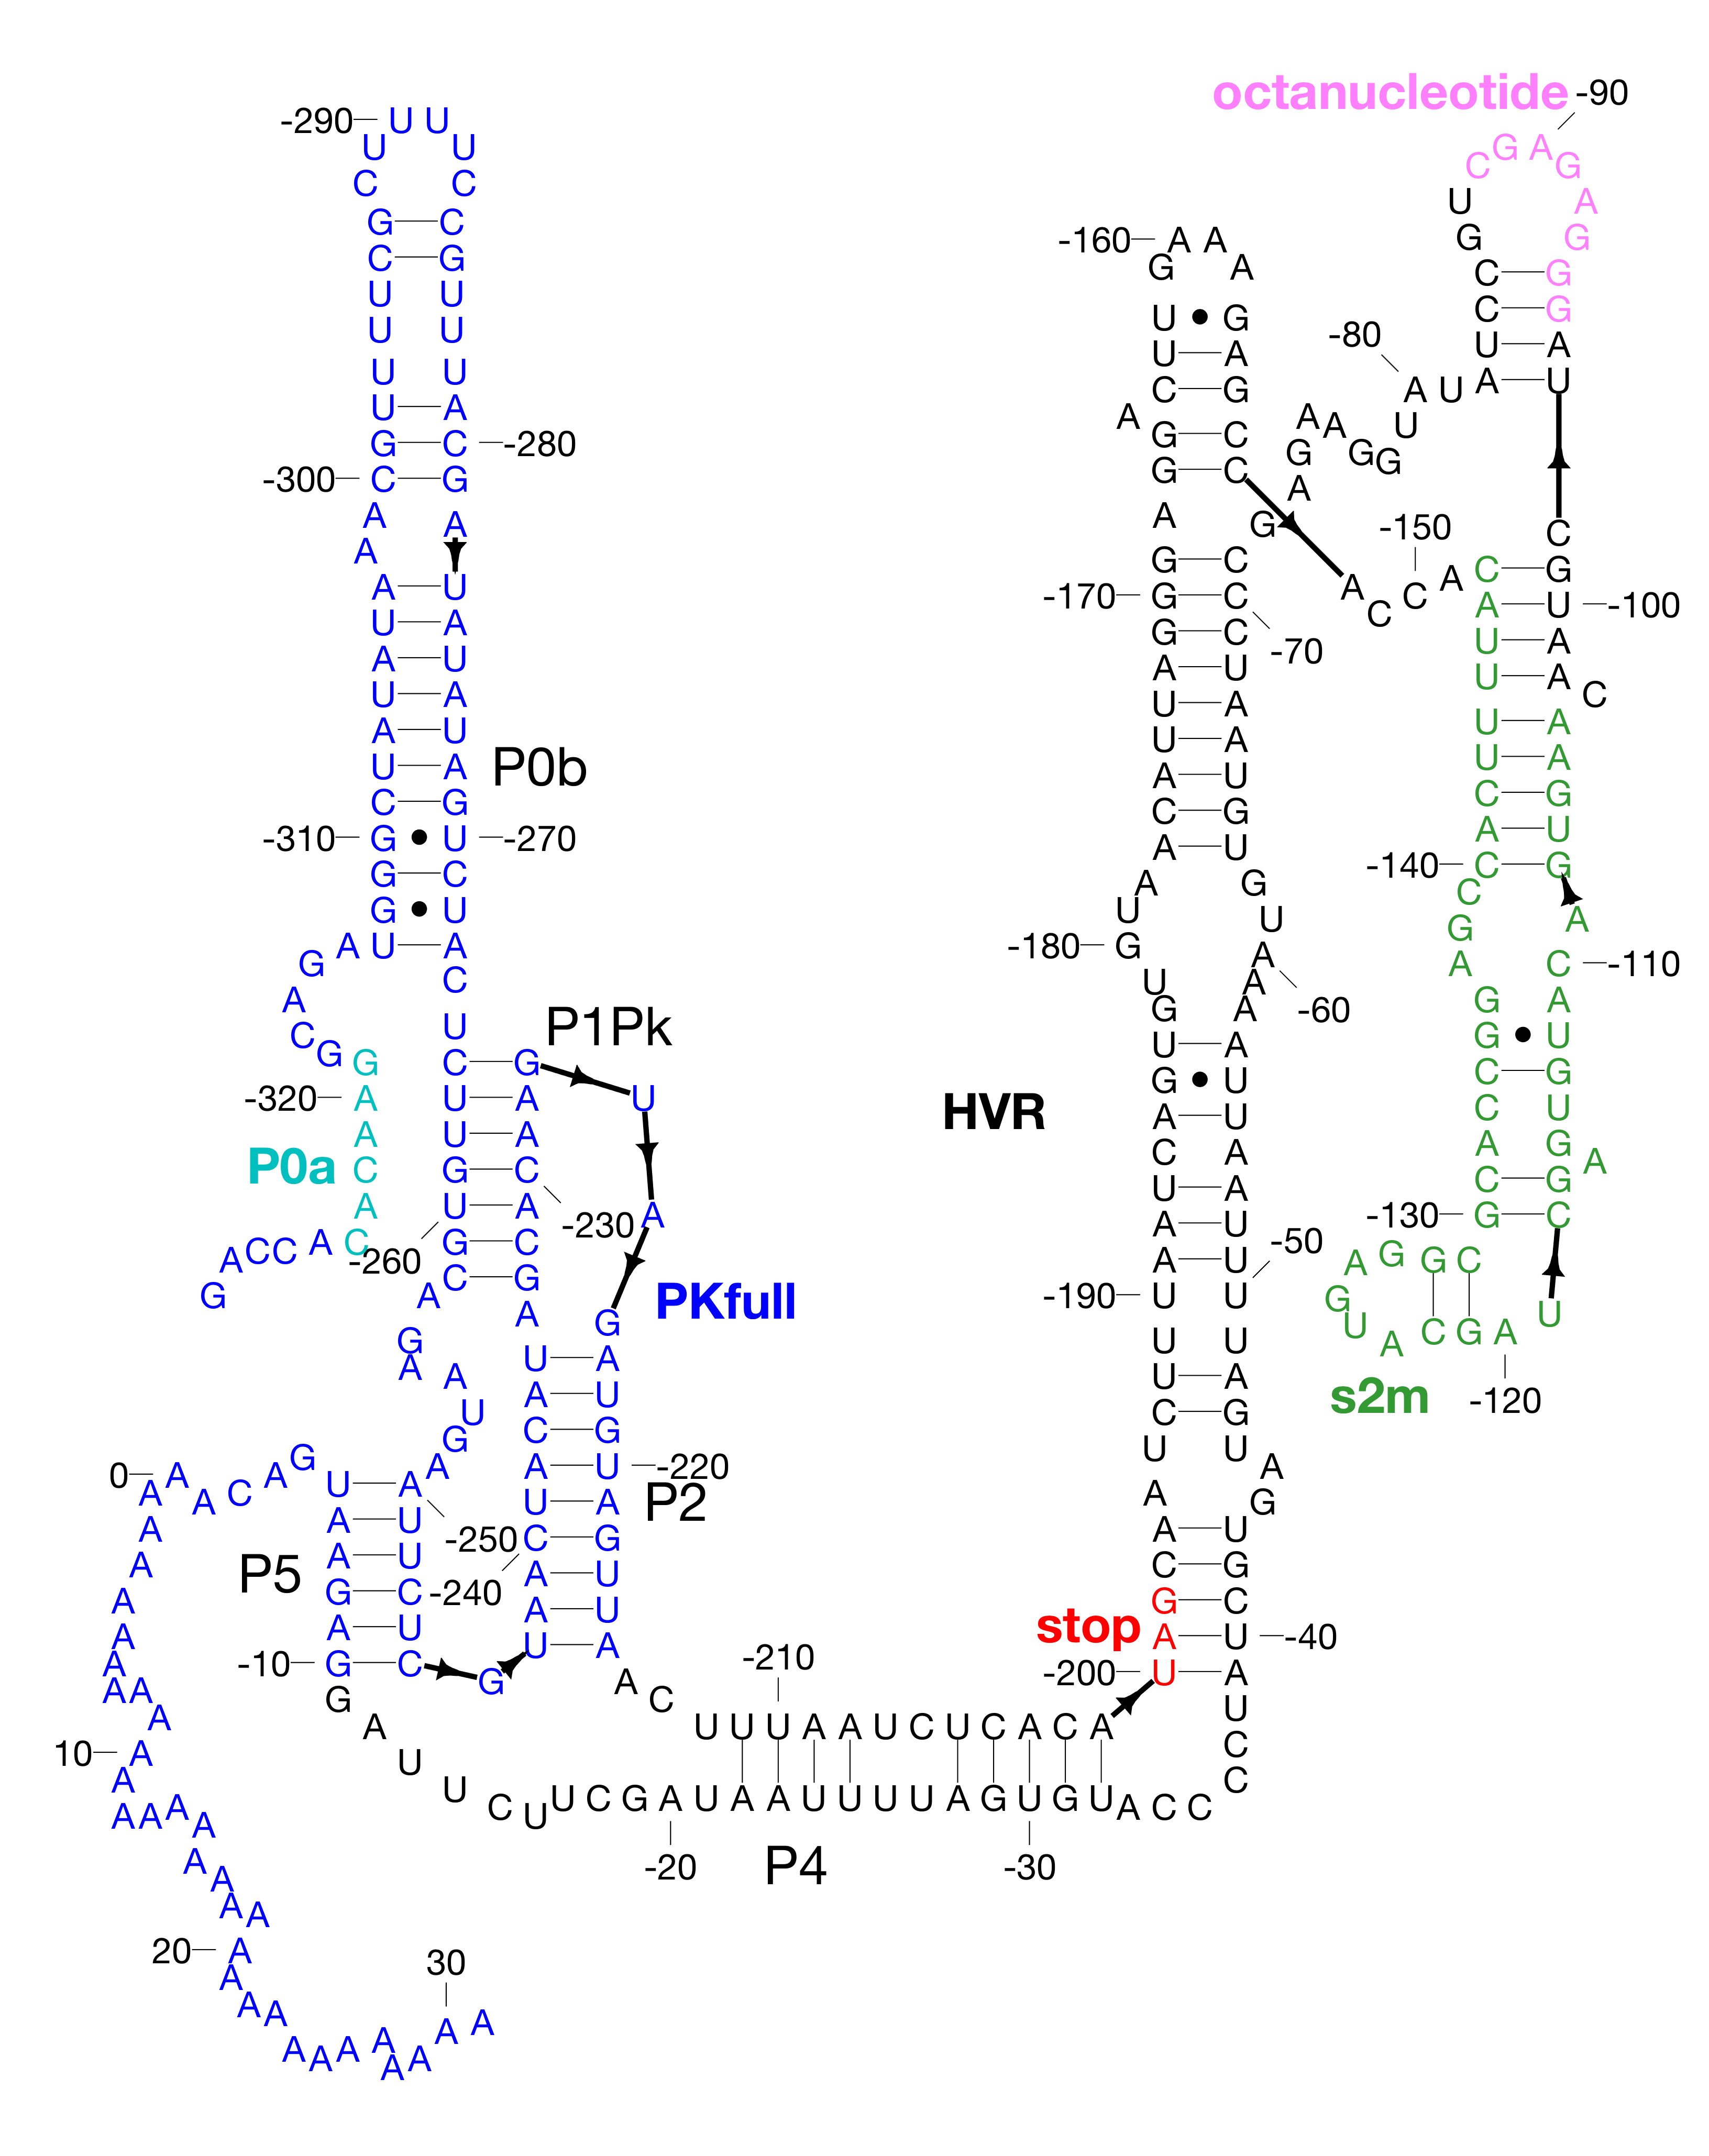 octanucleotide -90
-290 U U
U U C G A G
C C U A
G C G G
-160 A A
C G G A C G
U U U G C G
U U -80 U A
U U U A A U A U
U A C G A A A G U
G C -280 A G C G G G
-300 C G G C A
A A G -150 C
A G C C G
A U -170 G C A C C A A U -100
U A G C -70 U A
A U A U U A C
U A U A U A
A U P0b U A U A
U A A U C G
C G C G A U
-310 G U -270 A U -140 C G
G C A G C
G U U U G A
A U A -180 G A A C -110
G C U A -60 G A
A U P1Pk G A G U
C G G C G U A C G
-320 A U A U HVR G U C U
A U A A U A G A
P0a C G C C A C G
A U A -230 A U A -130 G C
A C C A C -260 G C PKfull A U -50 A G G C
G A C G -190 U U G U A C G A U
G A A G U U s2m -120
A A U A U A
U A U C G
G C G U U A
0 A A A C A G U A A A U -220 A G
A A U -250 U A P2 A U
A P5 A U -240 C G C G
A G C A U stop G C
A A U A U A U -40
A -10 G C G U A -200 U A
A A G A C -210 U
A A U U U A A U C U C A C A C
10 A U U C U U C G A U A A U U U U A G U G U A C C C
A A A A A P4 -20 -30
A A A A
20 A A
A A 30
A A A A A A A A A A